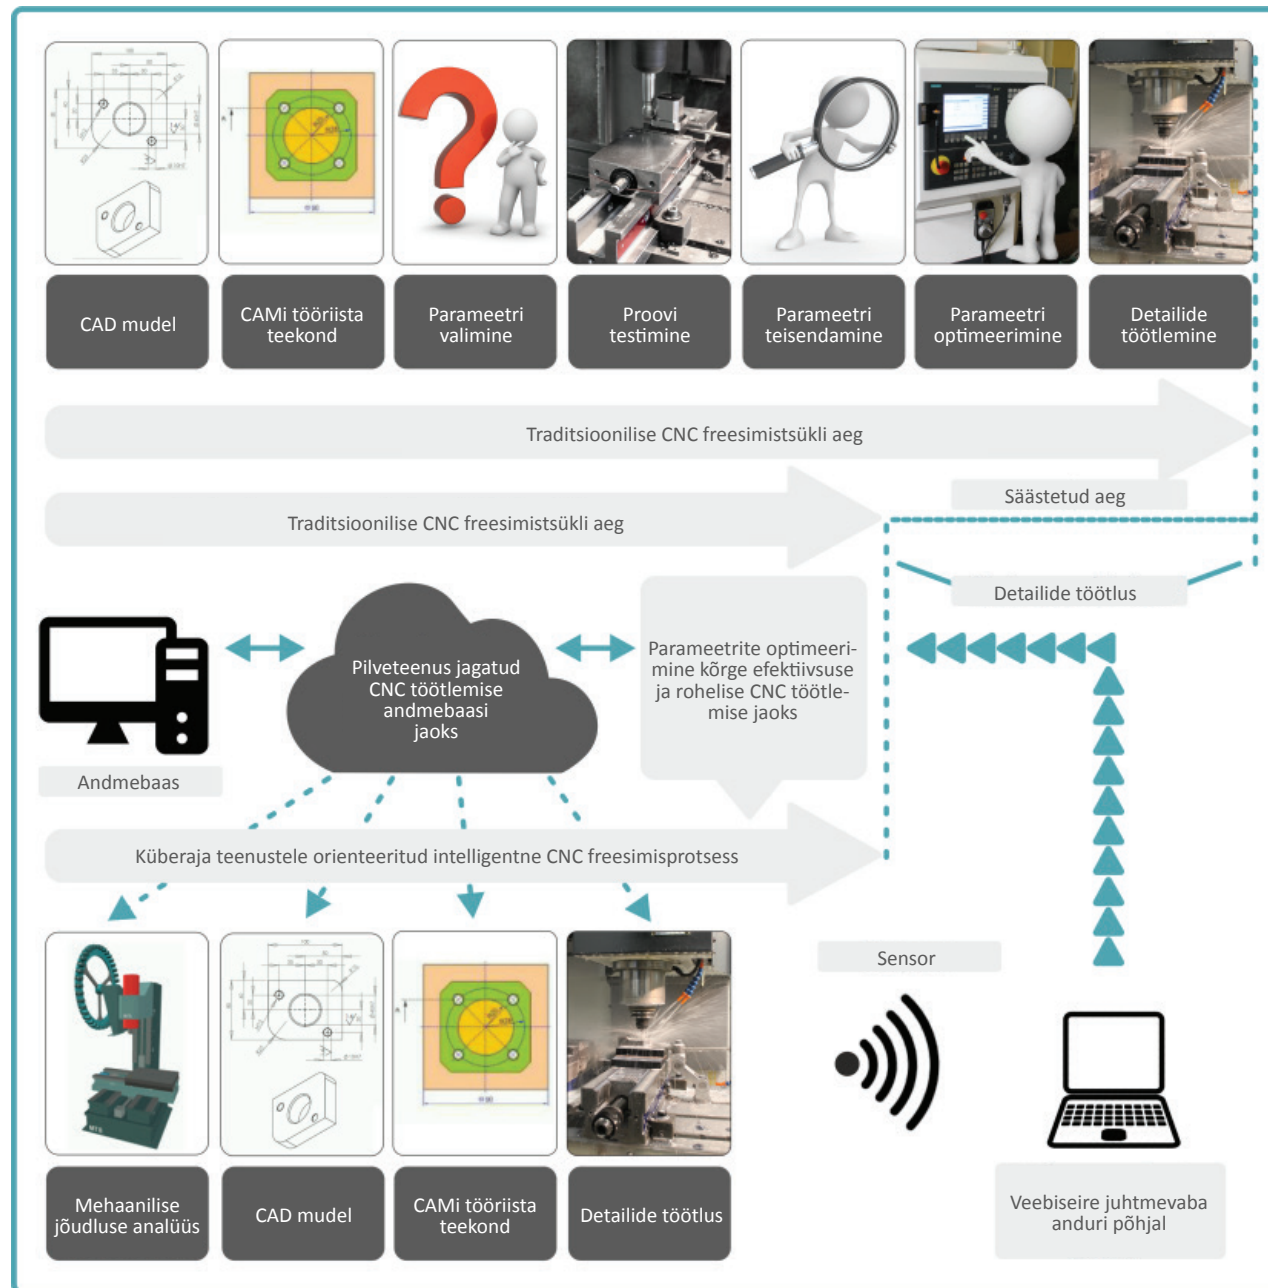 CAD mudel
CAMi tööriista
teekond
Parameetri
valimine
Proovi
testimine
Parameetri
teisendamine
Parameetri
optimeerimine
Detailide
töötlemine
Traditsioonilise CNC freesimistsükli aeg
Säästetud aeg
Traditsioonilise CNC freesimistsükli aeg
Detailide töötlus
Pilveteenus jagatud
CNC töötlemise
andmebaasi
jaoks
Parameetrite optimeeri-
mine kõrge efektiivsuse
ja rohelise CNC töötle-
mise jaoks
Andmebaas
Küberaja teenustele orienteeritud intelligentne CNC freesimisprotsess
Sensor
MTS
Mehaanilise
jõudluse analüüs
CAD mudel
CAMi tööriista
teekond
Detailide töötlus
Veebiseire juhtmevaba
anduri põhjal